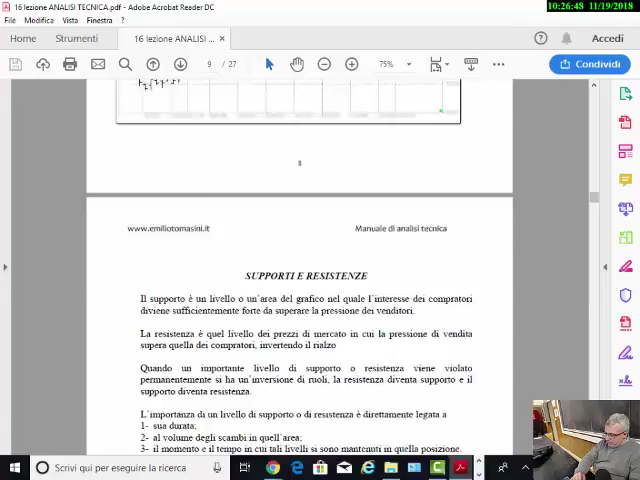 16 lezione ANALISI TECNICA.pdf - Adobe Acrobat Reader DC
10:26:48 11/19/2018
File Modifica Vista Finestra ?
Home Strumenti 16 lezione ANALISI ... × Accedi
9 / 27 75% Condividi
8
www.emiliotomasini.it Manuale di analisi tecnica
SUPPORTI E RESISTENZE
Il supporto è un livello o un'area del grafico nel quale l'interesse dei compratori
diviene sufficientemente forte da superare la pressione dei venditori.
La resistenza è quel livello dei prezzi di mercato in cui la pressione di vendita
supera quella dei compratori, invertendo il rialzo
Quando un importante livello di supporto o resistenza viene violato
permanentemente si ha un'inversione di ruoli, la resistenza diventa supporto e il
supporto diventa resistenza.
L'importanza di un livello di supporto o di resistenza è direttamente legata a
1- sua durata;
2- al volume degli scambi in quell'area;
3- il momento e il tempo in cui tali livelli si sono mantenuti in quella posizione.
Scrivi qui per eseguire la ricerca